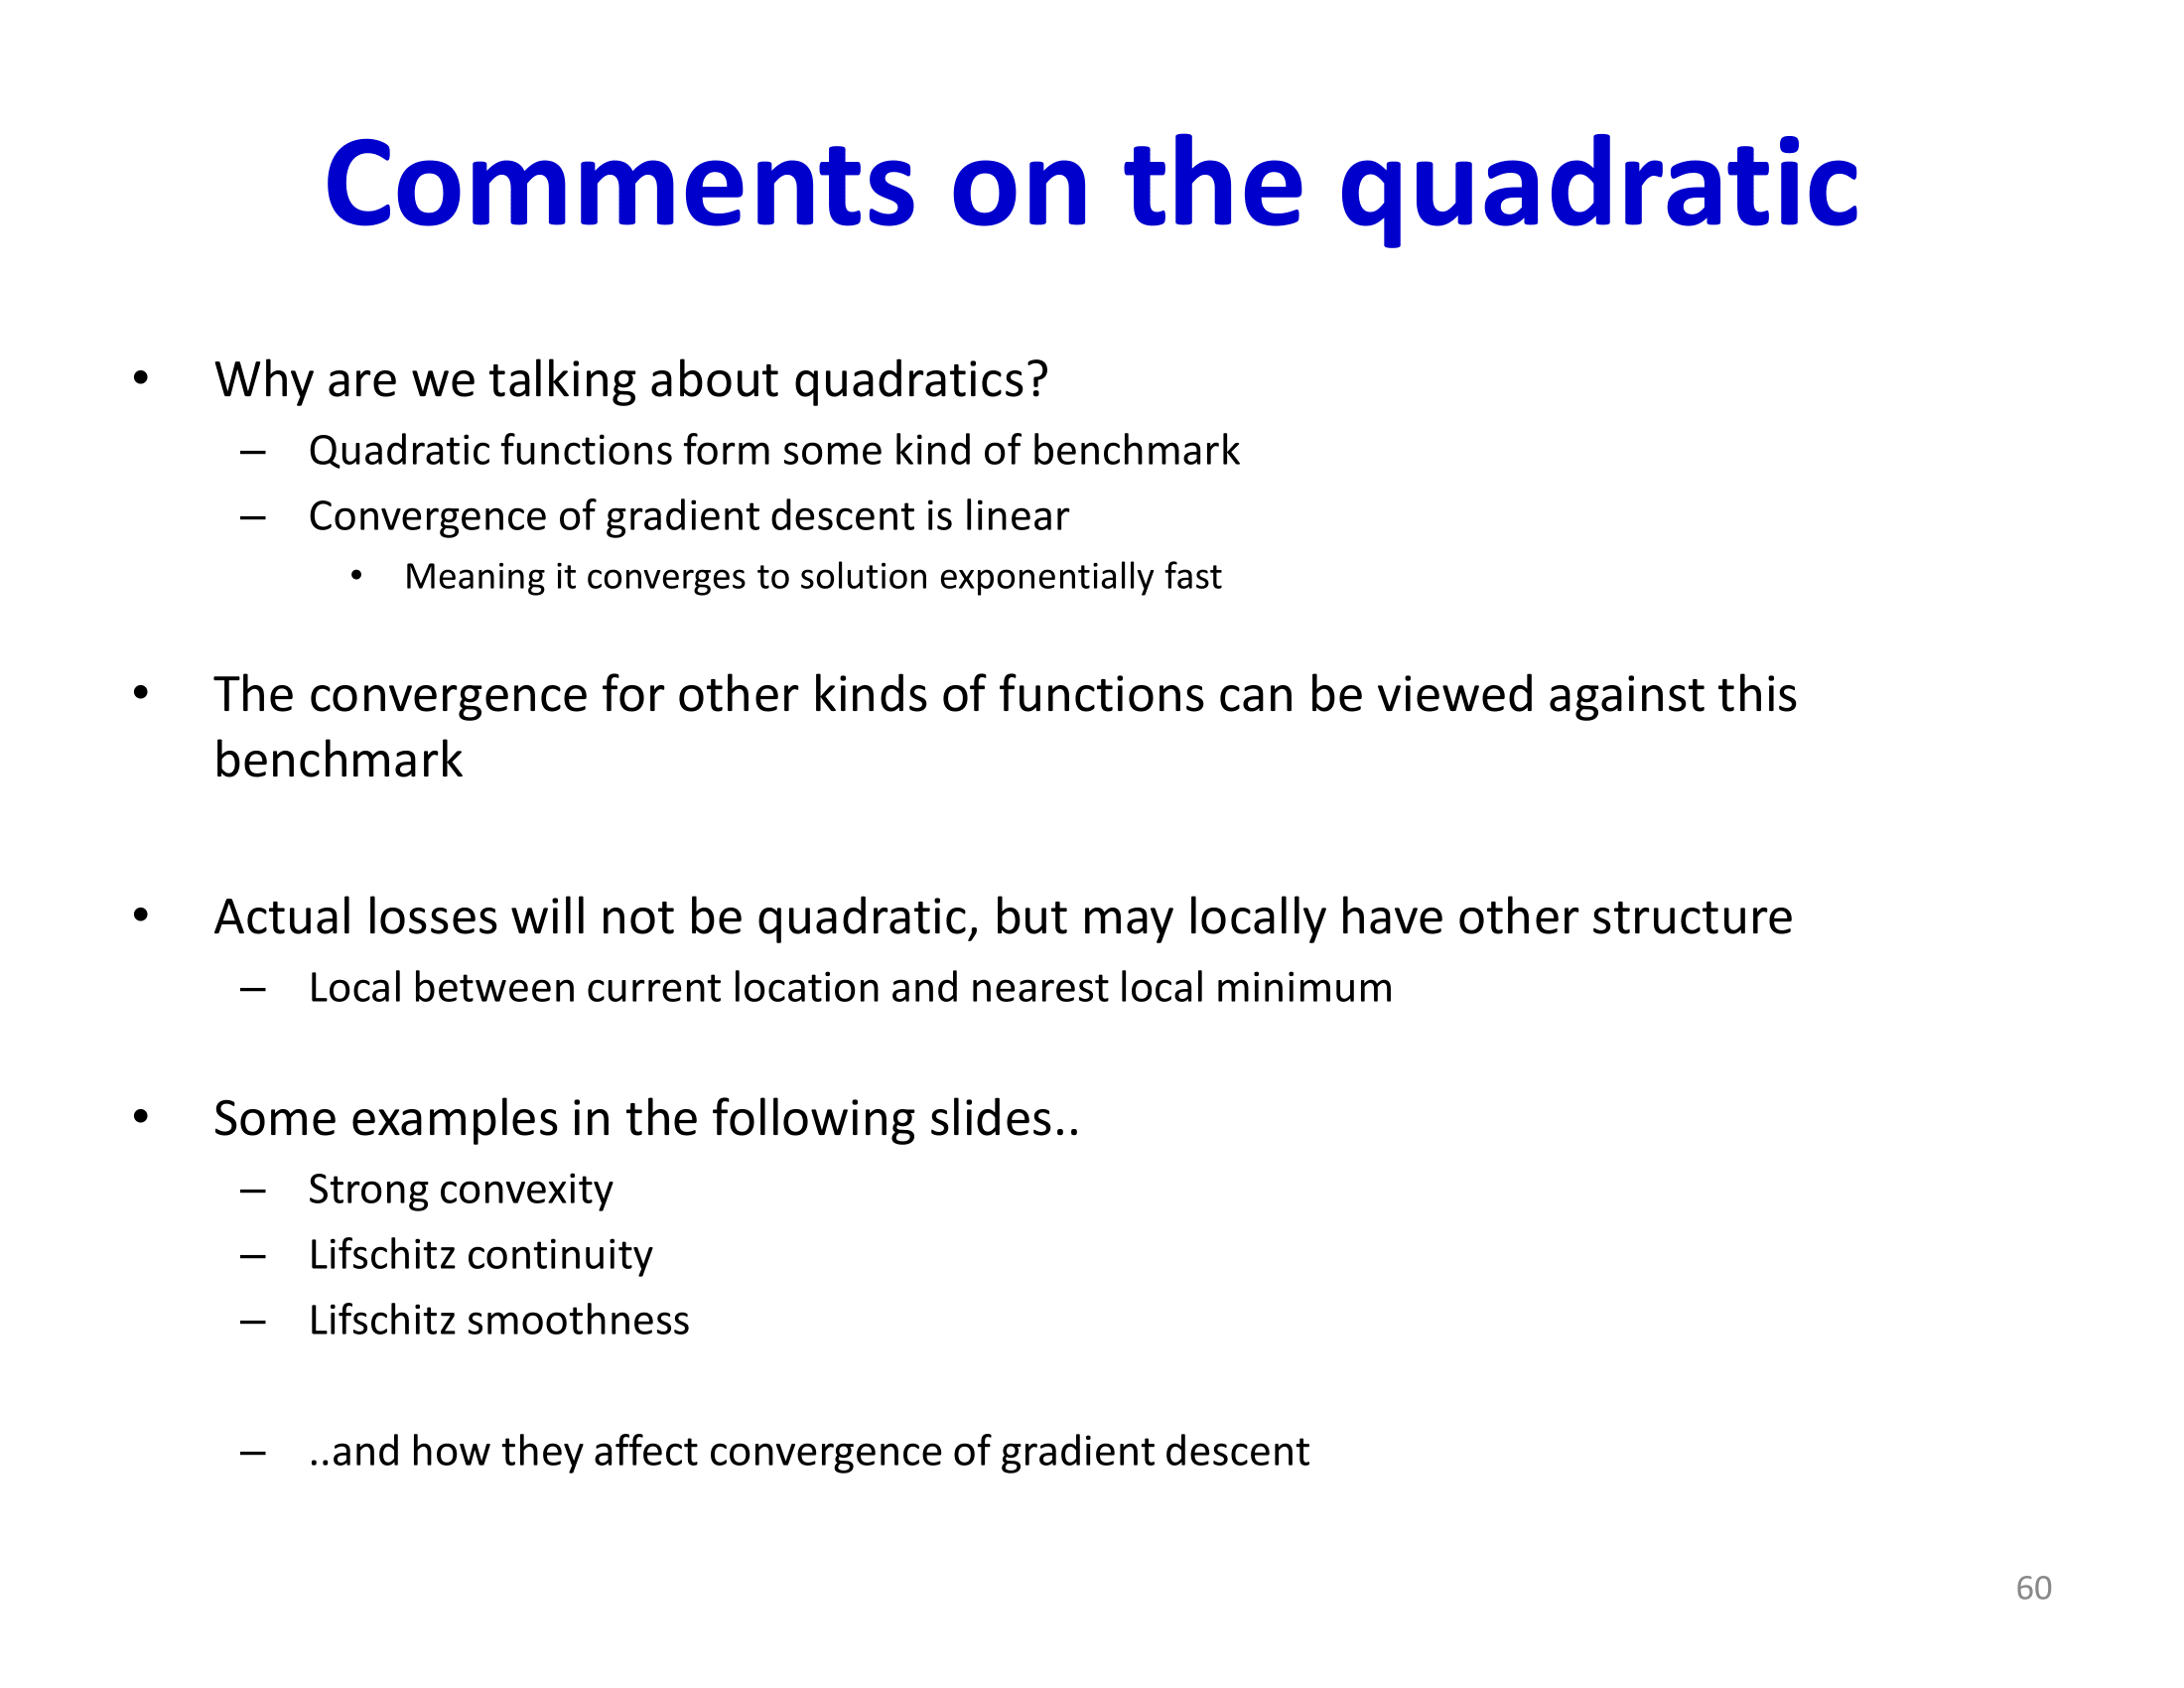 Comments on the quadratic
• Why are we talking about quadratics?
– Quadratic functions form some kind of benchmark
– Convergence of gradient descent is linear
• Meaning it converges to solution exponentially fast
• The convergence for other kinds of functions can be viewed against this
benchmark
• Actual losses will not be quadratic, but may locally have other structure
– Local between current location and nearest local minimum
• Some examples in the following slides..
– Strong convexity
– Lifschitz continuity
– Lifschitz smoothness
– ..and how they affect convergence of gradient descent
60